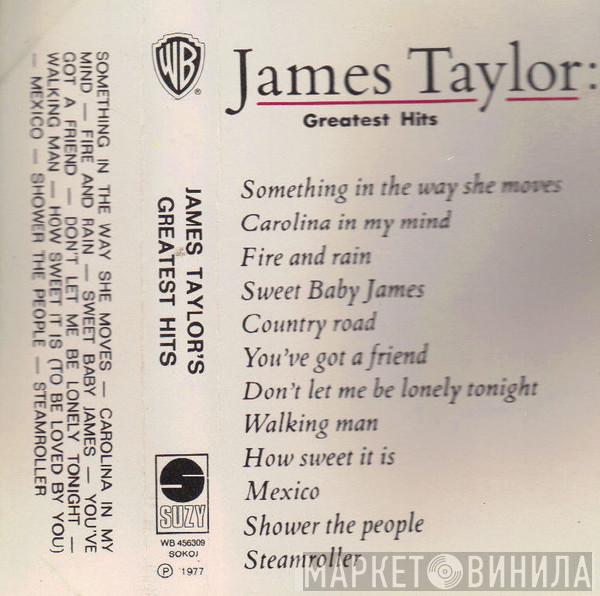 SOMETHING IN THE WAY SHE MOVES — CAROLINA IN MY
MIND — FIRE AND RAIN — SWEET BABY JAMES — YOU'VE
GOT A FRIEND — DON'T LET ME BE LONELY TONIGHT —
WALKING MAN — HOW SWEET IT IS (TO BE LOVED BY YOU)
— MEXICO — SHOWER THE PEOPLE — STEAMROLLER
WB
®
JAMES TAYLOR'S
GREATEST HITS
SUZY
WB 456309
SOKOJ
Ⓟ 1977
James Taylor:
Greatest Hits
Something in the way she moves
Carolina in my mind
Fire and rain
Sweet Baby James
Country road
You've got a friend
Don't let me be lonely tonight
Walking man
How sweet it is
Mexico
Shower the people
Steamroller
МАРКЕТ ВИНИЛА